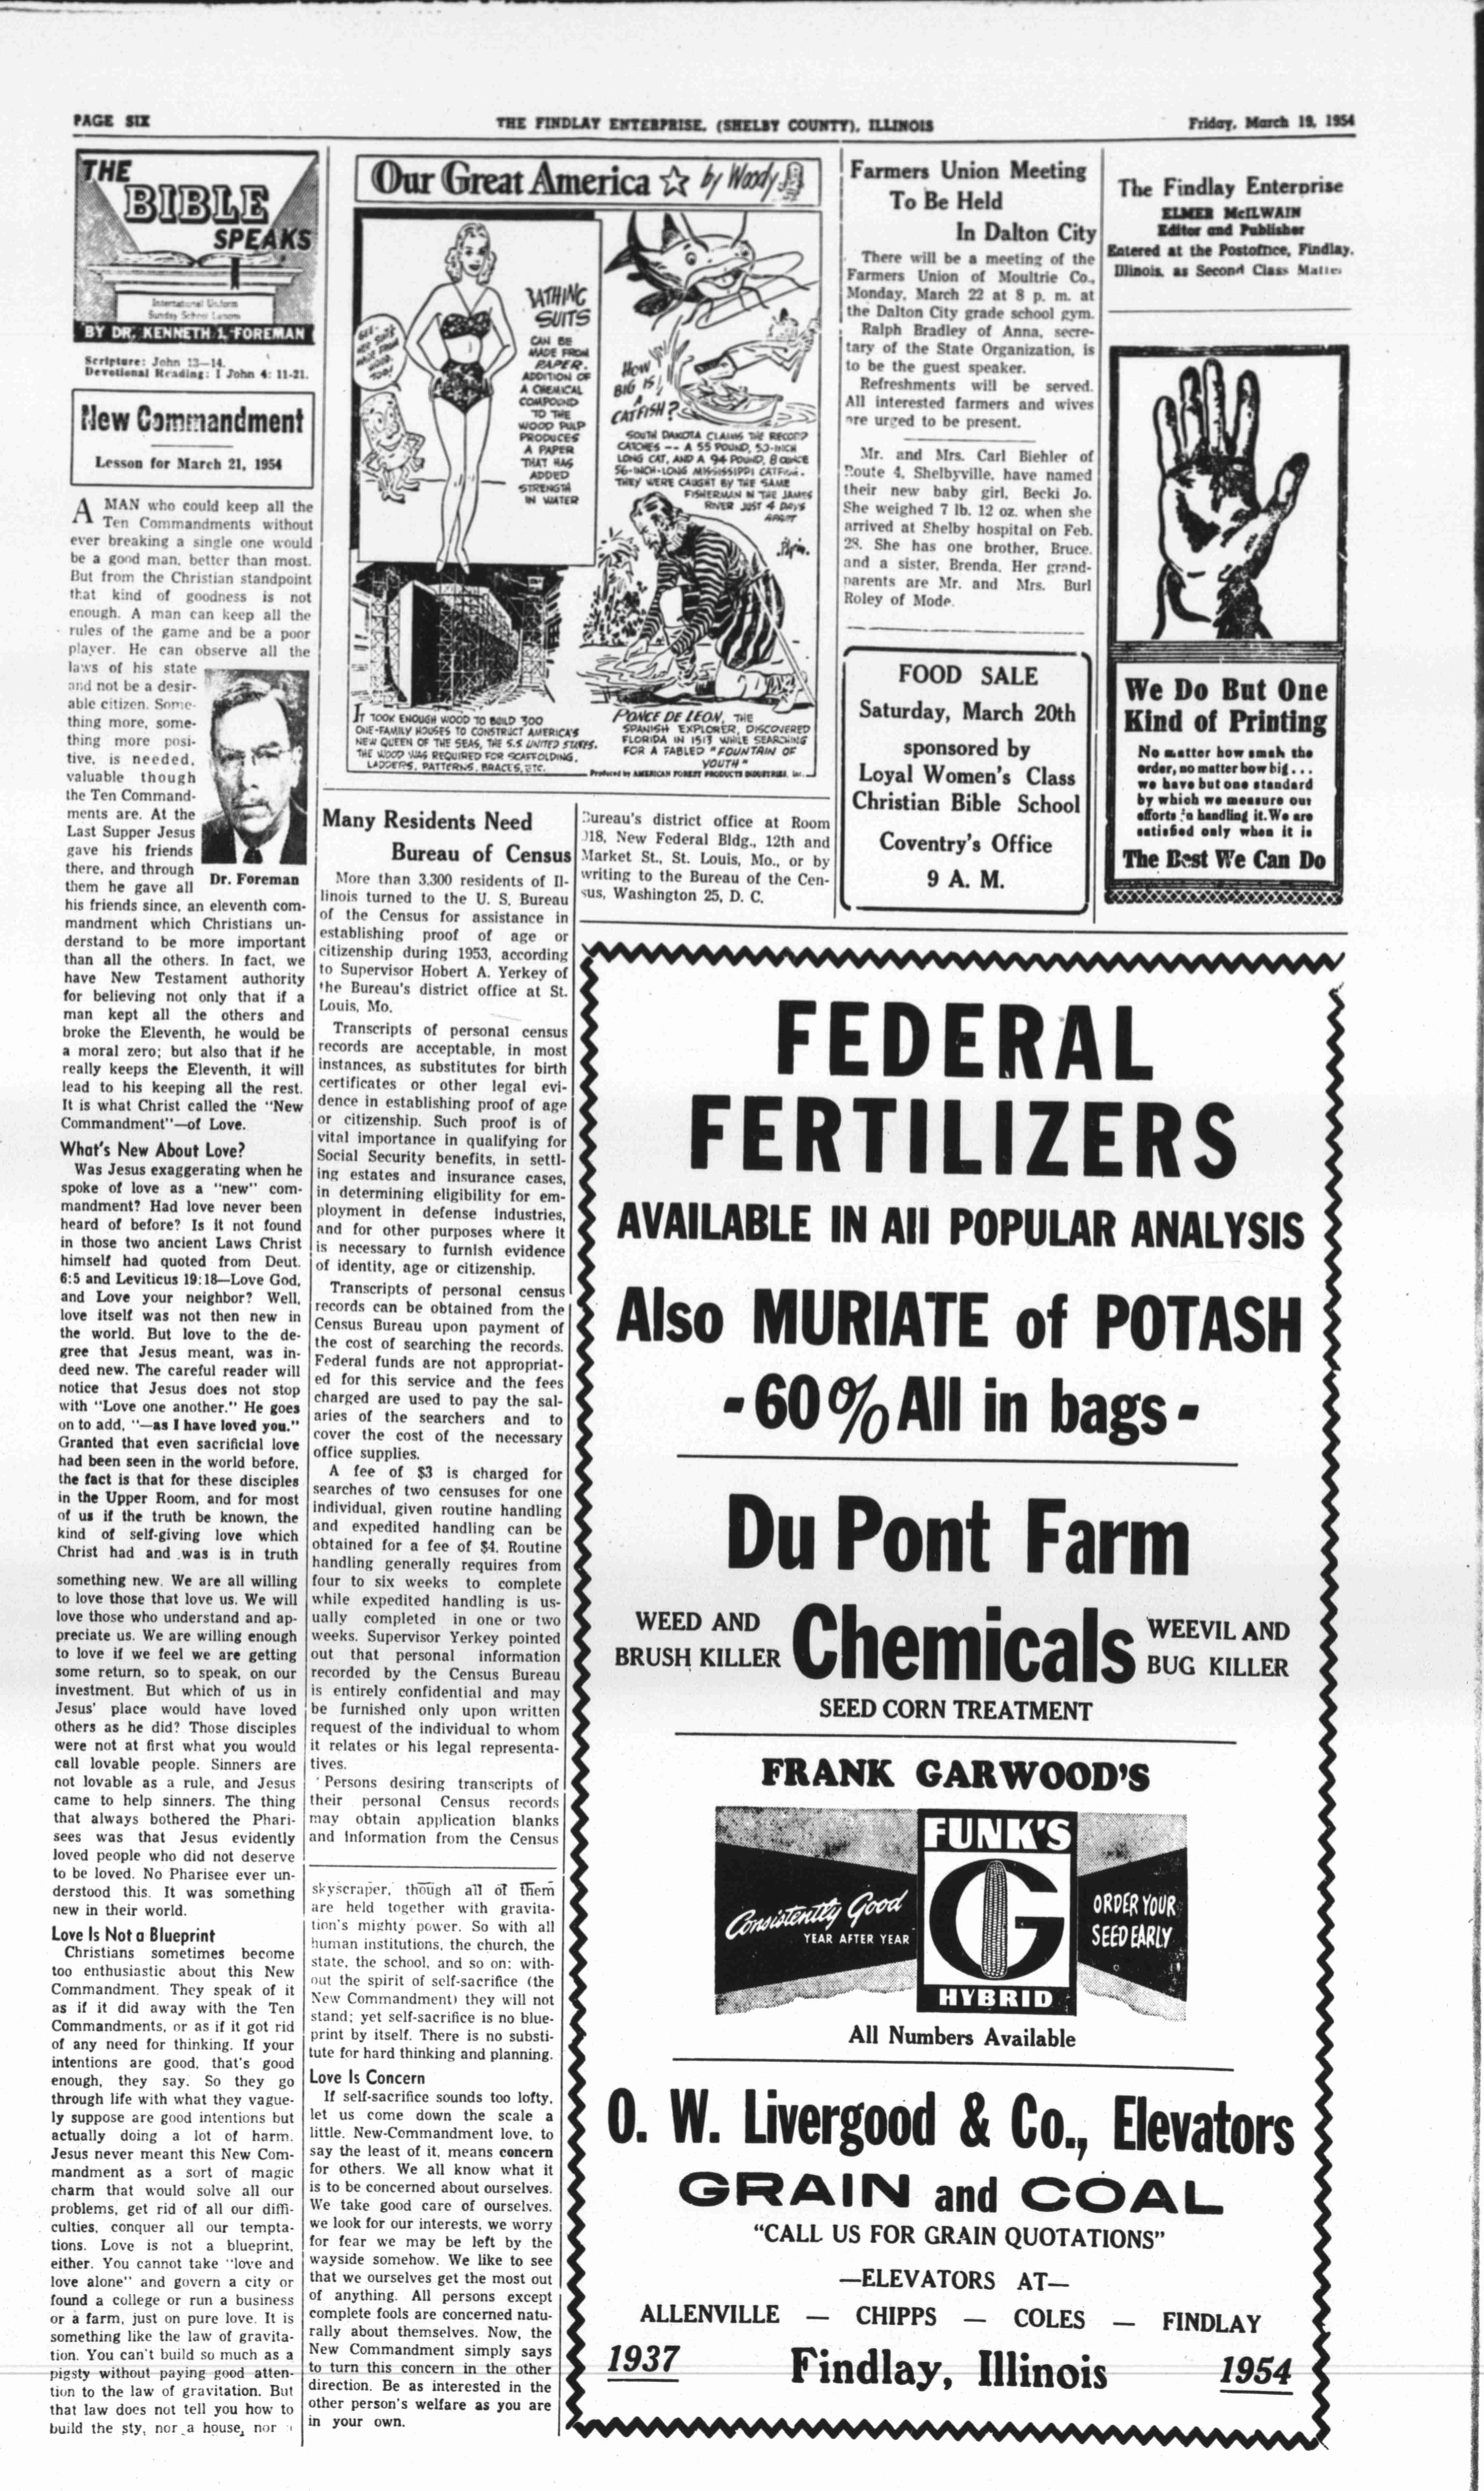 PAGE SIX
THE FINDLAY ENTERPRISE, (SHELBY COUNTY), ILLINOIS
Friday, March 19, 1954
THE
BIBLE
SPEAKS
International Uniform
Sunday School Lessons
BY DR. KENNETH J. FOREMAN
Scripture: John 13—14.
Devotional Reading: I John 4: 11-21.
New Commandment
Lesson for March 21, 1954
A MAN who could keep all the
Ten Commandments without
ever breaking a single one would
be a good man, better than most.
But from the Christian standpoint
that kind of goodness is not
enough. A man can keep all the
rules of the game and be a poor
player. He can observe all the
laws of his state
and not be a desir-
able citizen. Some-
thing more, some-
thing more posi-
tive, is needed,
valuable though
the Ten Command-
ments are. At the
Last Supper Jesus
gave his friends
there, and through
them he gave all
Dr. Foreman
his friends since, an eleventh com-
mandment which Christians un-
derstand to be more important
than all the others. In fact, we
have New Testament authority
for believing not only that if a
man kept all the others and
broke the Eleventh, he would be
a moral zero; but also that if he
really keeps the Eleventh, it will
lead to his keeping all the rest.
It is what Christ called the "New
Commandment"—of Love.
What's New About Love?
Was Jesus exaggerating when he
spoke of love as a "new" com-
mandment? Had love never been
heard of before? Is it not found
in those two ancient Laws Christ
himself had quoted from Deut.
6:5 and Leviticus 19:18—Love God,
and Love your neighbor? Well,
love itself was not then new in
the world. But love to the de-
gree that Jesus meant, was in-
deed new. The careful reader will
notice that Jesus does not stop
with "Love one another." He goes
on to add, "—as I have loved you."
Granted that even sacrificial love
had been seen in the world before,
the fact is that for these disciples
in the Upper Room, and for most
of us if the truth be known, the
kind of self-giving love which
Christ had and was is in truth
something new. We are all willing
to love those that love us. We will
love those who understand and ap-
preciate us. We are willing enough
to love if we feel we are getting
some return, so to speak, on our
investment. But which of us in
Jesus' place would have loved
others as he did? Those disciples
were not at first what you would
call lovable people. Sinners are
not lovable as a rule, and Jesus
came to help sinners. The thing
that always bothered the Phari-
sees was that Jesus evidently
loved people who did not deserve
to be loved. No Pharisee ever un-
derstood this. It was something
new in their world.
Love Is Not a Blueprint
Christians sometimes become
too enthusiastic about this New
Commandment. They speak of it
as if it did away with the Ten
Commandments, or as if it got rid
of any need for thinking. If your
intentions are good, that's good
enough, they say. So they go
through life with what they vague-
ly suppose are good intentions but
actually doing a lot of harm.
Jesus never meant this New Com-
mandment as a sort of magic
charm that would solve all our
problems, get rid of all our diffi-
culties, conquer all our tempta-
tions. Love is not a blueprint,
either. You cannot take "love and
love alone" and govern a city or
found a college or run a business
or a farm, just on pure love. It is
something like the law of gravita-
tion. You can't build so much as a
pigsty without paying good atten-
tion to the law of gravitation. But
that law does not tell you how to
build the sty, nor a house, nor
skyscraper, though all of them
are held together with gravita-
tion's mighty power. So with all
human institutions, the church, the
state, the school, and so on: with-
out the spirit of self-sacrifice (the
New Commandment) they will not
stand; yet self-sacrifice is no blue-
print by itself. There is no substi-
tute for hard thinking and planning.
Love Is Concern
If self-sacrifice sounds too lofty,
let us come down the scale a
little. New-Commandment love, to
say the least of it, means concern
for others. We all know what it
is to be concerned about ourselves.
We take good care of ourselves,
we look for our interests, we worry
for fear we may be left by the
wayside somehow. We like to see
that we ourselves get the most out
of anything. All persons except
complete fools are concerned natu-
rally about themselves. Now, the
New Commandment simply says
to turn this concern in the other
direction. Be as interested in the
other person's welfare as you are
in your own.
Our Great America ☆ by Woody
BATHING
SUITS
CAN BE
MADE FROM
PAPER.
ADDITION OF
A CHEMICAL
COMPOUND
TO THE
WOOD PULP
PRODUCES
A PAPER
THAT HAS
ADDED
STRENGTH
IN WATER
HOW
BIG IS
A
CATFISH?
SOUTH DAKOTA CLAIMS THE RECORD
CATCHES -- A 55 POUND, 53-INCH
LONG CAT, AND A 94 POUND, 8 OUNCE
56-INCH-LONG MISSISSIPPI CATFISH.
THEY WERE CAUGHT BY THE SAME
FISHERMAN IN THE JAMES
RIVER JUST 4 DAYS
APART
IT TOOK ENOUGH WOOD TO BUILD 300
ONE-FAMILY HOUSES TO CONSTRUCT AMERICA'S
NEW QUEEN OF THE SEAS, THE S.S UNITED STATES.
THE WOOD WAS REQUIRED FOR SCAFFOLDING,
LADDERS, PATTERNS, BRACES, ETC.
PONCE DE LEON, THE
SPANISH EXPLORER, DISCOVERED
FLORIDA IN 1513 WHILE SEARCHING
FOR A FABLED "FOUNTAIN OF
YOUTH"
Produced by AMERICAN FOREST PRODUCTS INDUSTRIES, Inc.
Many Residents Need
Bureau of Census
More than 3,300 residents of Il-
linois turned to the U. S. Bureau
of the Census for assistance in
establishing proof of age or
citizenship during 1953, according
to Supervisor Hobert A. Yerkey of
the Bureau's district office at St.
Louis, Mo.
Transcripts of personal census
records are acceptable, in most
instances, as substitutes for birth
certificates or other legal evi-
dence in establishing proof of age
or citizenship. Such proof is of
vital importance in qualifying for
Social Security benefits, in settl-
ing estates and insurance cases,
in determining eligibility for em-
ployment in defense industries,
and for other purposes where it
is necessary to furnish evidence
of identity, age or citizenship.
Transcripts of personal census
records can be obtained from the
Census Bureau upon payment of
the cost of searching the records.
Federal funds are not appropriat-
ed for this service and the fees
charged are used to pay the sal-
aries of the searchers and to
cover the cost of the necessary
office supplies.
A fee of $3 is charged for
searches of two censuses for one
individual, given routine handling
and expedited handling can be
obtained for a fee of $4. Routine
handling generally requires from
four to six weeks to complete
while expedited handling is us-
ually completed in one or two
weeks. Supervisor Yerkey pointed
out that personal information
recorded by the Census Bureau
is entirely confidential and may
be furnished only upon written
request of the individual to whom
it relates or his legal representa-
tives.
Persons desiring transcripts of
their personal Census records
may obtain application blanks
and information from the Census
Bureau's district office at Room
918, New Federal Bldg., 12th and
Market St., St. Louis, Mo., or by
writing to the Bureau of the Cen-
sus, Washington 25, D. C.
Farmers Union Meeting
To Be Held
In Dalton City
There will be a meeting of the
Farmers Union of Moultrie Co.,
Monday, March 22 at 8 p. m. at
the Dalton City grade school gym.
Ralph Bradley of Anna, secre-
tary of the State Organization, is
to be the guest speaker.
Refreshments will be served.
All interested farmers and wives
are urged to be present.
Mr. and Mrs. Carl Biehler of
Route 4, Shelbyville, have named
their new baby girl, Becki Jo.
She weighed 7 lb. 12 oz. when she
arrived at Shelby hospital on Feb.
28. She has one brother, Bruce.
and a sister, Brenda. Her grand-
parents are Mr. and Mrs. Burl
Roley of Mode.
FOOD SALE
Saturday, March 20th
sponsored by
Loyal Women's Class
Christian Bible School
Coventry's Office
9 A. M.
The Findlay Enterprise
ELMER McILWAIN
Editor and Publisher
Entered at the Postoffice, Findlay,
Illinois, as Second Class Matter
We Do But One
Kind of Printing
No matter how small the
order, no matter how big...
we have but one standard
by which we measure our
efforts in handling it. We are
satisfied only when it is
The Best We Can Do
FEDERAL
FERTILIZERS
AVAILABLE IN All POPULAR ANALYSIS
Also MURIATE of POTASH
- 60% All in bags -
Du Pont Farm
WEED AND
BRUSH KILLER
Chemicals
WEEVIL AND
BUG KILLER
SEED CORN TREATMENT
FRANK GARWOOD'S
FUNK'S
G
HYBRID
Consistently Good
YEAR AFTER YEAR
ORDER YOUR
SEED EARLY
All Numbers Available
O. W. Livergood & Co., Elevators
GRAIN and COAL
"CALL US FOR GRAIN QUOTATIONS"
—ELEVATORS AT—
ALLENVILLE — CHIPPS — COLES — FINDLAY
1937 Findlay, Illinois 1954